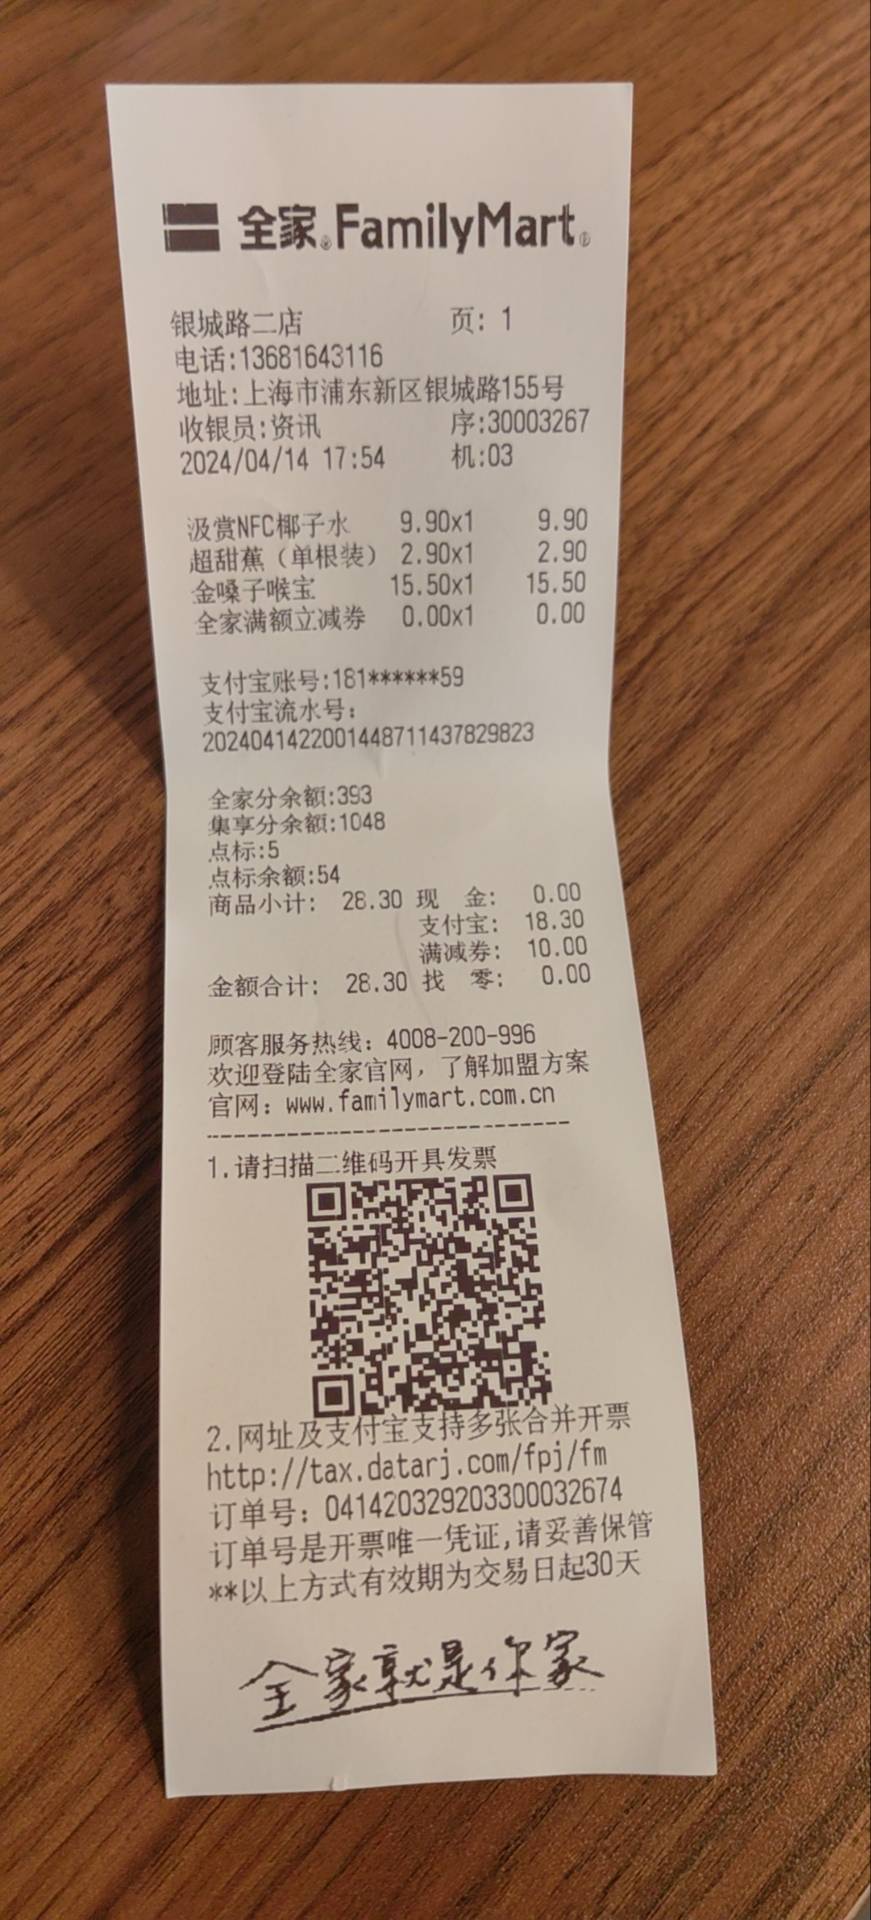 全家 FamilyMart
银城路二店 页: 1
电话:13681643116
地址:上海市浦东新区银城路155号
收银员:资讯 序:30003267
2024/04/14 17:54 机:03
汲赏NFC椰子水 9.90x1 9.90
超甜蕉（单根装） 2.90x1 2.90
金嗓子喉宝 15.50x1 15.50
全家满额立减券 0.00x1 0.00
支付宝账号:181******59
支付宝流水号:
2024041422001448711437829823
全家分余额:393
集享分余额:1048
点标:5
点标余额:54
商品小计: 28.30 现 金: 0.00
支付宝: 18.30
满减券: 10.00
金额合计: 28.30 找 零: 0.00
顾客服务热线: 4008-200-996
欢迎登陆全家官网，了解加盟方案
官网: www.familymart.com.cn
1.请扫描二维码开具发票
2.网址及支付宝支持多张合并开票
http://tax.datarj.com/fpj/fm
订单号: 041420329203300032674
订单号是开票唯一凭证,请妥善保管
**以上方式有效期为交易日起30天
全家就是你家